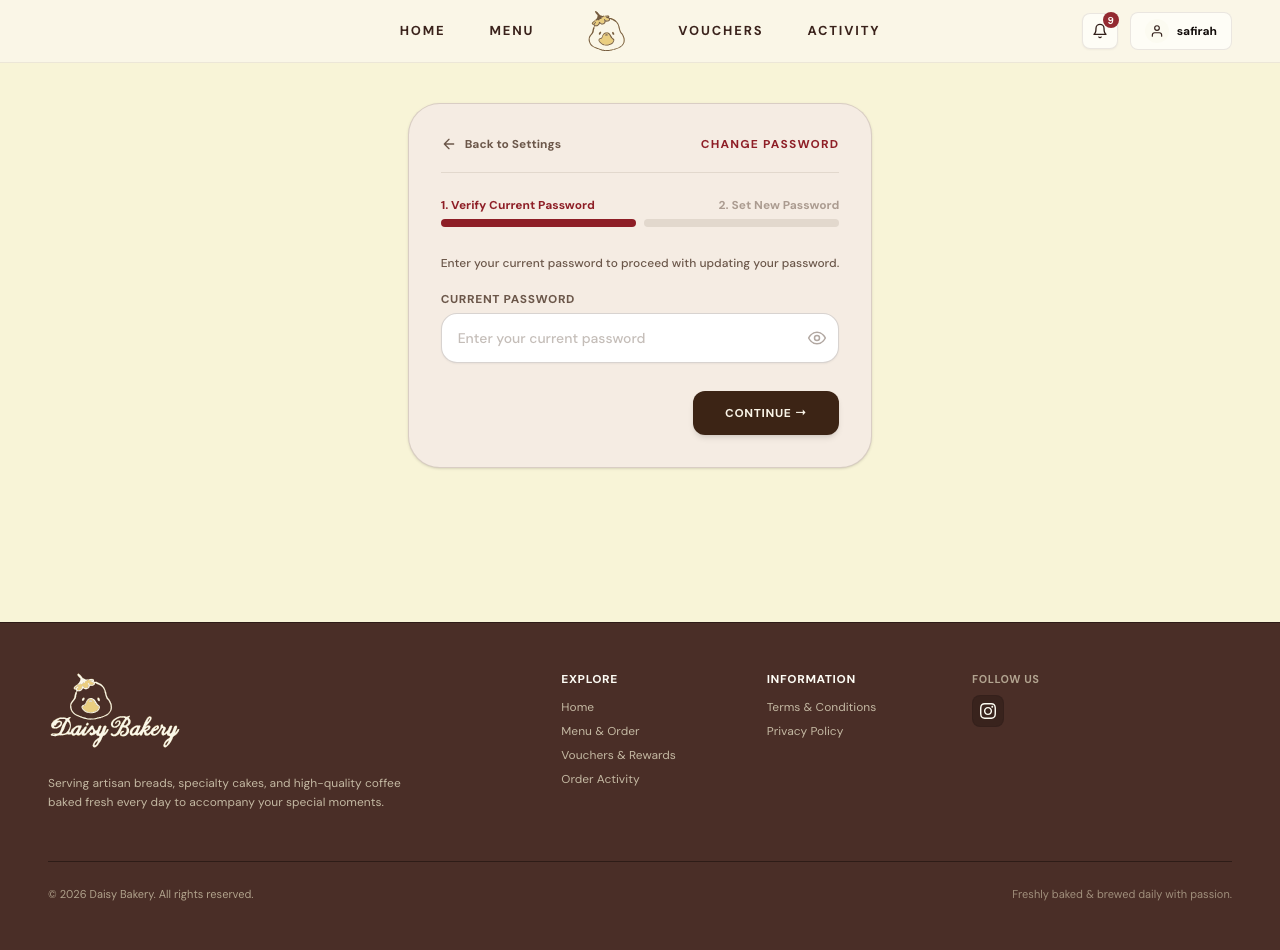 HOME
MENU
VOUCHERS
ACTIVITY
9
safirah
Back to Settings
CHANGE PASSWORD
1. Verify Current Password
2. Set New Password
Enter your current password to proceed with updating your password.
CURRENT PASSWORD
Enter your current password
CONTINUE →
Daisy Bakery
Serving artisan breads, specialty cakes, and high-quality coffee
baked fresh every day to accompany your special moments.
EXPLORE
Home
Menu & Order
Vouchers & Rewards
Order Activity
INFORMATION
Terms & Conditions
Privacy Policy
FOLLOW US
© 2026 Daisy Bakery. All rights reserved.
Freshly baked & brewed daily with passion.